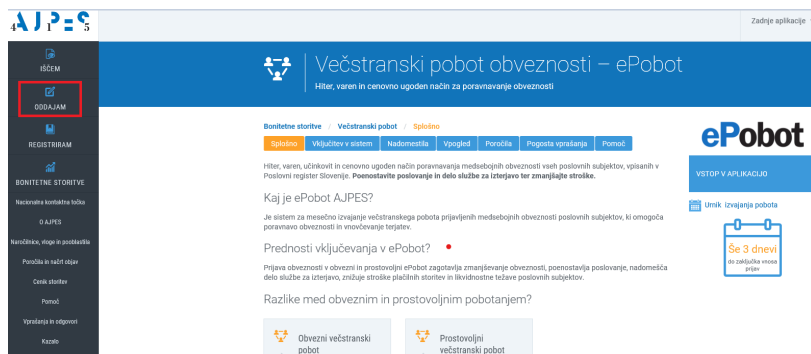 AJPES
4 1 5
Zadnje aplikacije
IŠČEM
ODDAJAM
REGISTRIRAM
BONITETNE STORITVE
Nacionalna kontaktna točka
O AJPES
Naročilnice, vloge in pooblastila
Poročila in načrt objav
Cenik storitev
Pomoč
Vprašanja in odgovori
Kazalo
Večstranski pobot obveznosti – ePobot
Hiter, varen in cenovno ugoden način za poravnavanje obveznosti
Bonitetne storitve / Večstranski pobot / Splošno
Splošno Vključitev v sistem Nadomestila Vpogled Poročila Pogosta vprašanja Pomoč
Hiter, varen, učinkovit in cenovno ugoden način poravnavanja medsebojnih obveznosti vseh poslovnih subjektov, vpisanih v
Poslovni register Slovenije. Poenostavite poslovanje in delo službe za izterjavo ter zmanjšajte stroške.
Kaj je ePobot AJPES?
Je sistem za mesečno izvajanje večstranskega pobota prijavljenih medsebojnih obveznosti poslovnih subjektov, ki omogoča
poravnavo obveznosti in vnovčevanje terjatev.
Prednosti vključevanja v ePobot?
Prijava obveznosti v obvezni in prostovoljni ePobot zagotavlja zmanjševanje obveznosti, poenostavlja poslovanje, nadomešča
delo službe za izterjavo, znižuje stroške plačilnih storitev in likvidnostne težave poslovnih subjektov.
Razlike med obveznim in prostovoljnim pobotanjem?
Obvezni večstranski
pobot
Prostovoljni
večstranski pobot
ePobot
VSTOP V APLIKACIJO
Urnik izvajanja pobota
Še 3 dnevi
do zaključka vnosa
prijav